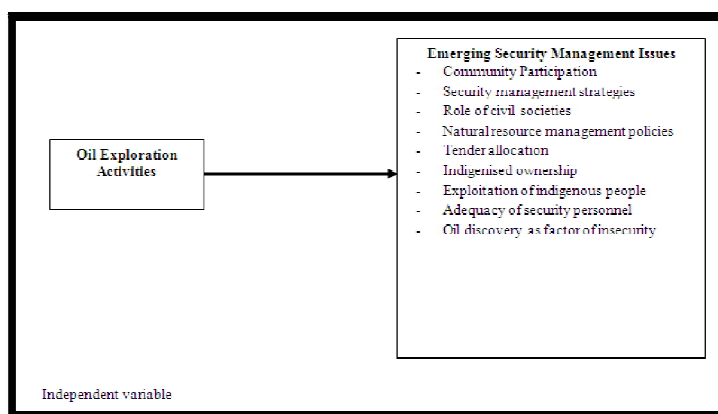 Emerging Security Management Issues
- Community Participation
- Security management strategies
- Role of civil societies
- Natural resource management policies
- Tender allocation
- Indigenised ownership
- Exploitation of indigenous people
- Adequacy of security personnel
- Oil discovery as factor of insecurity
Oil Exploration
Activities
Independent variable